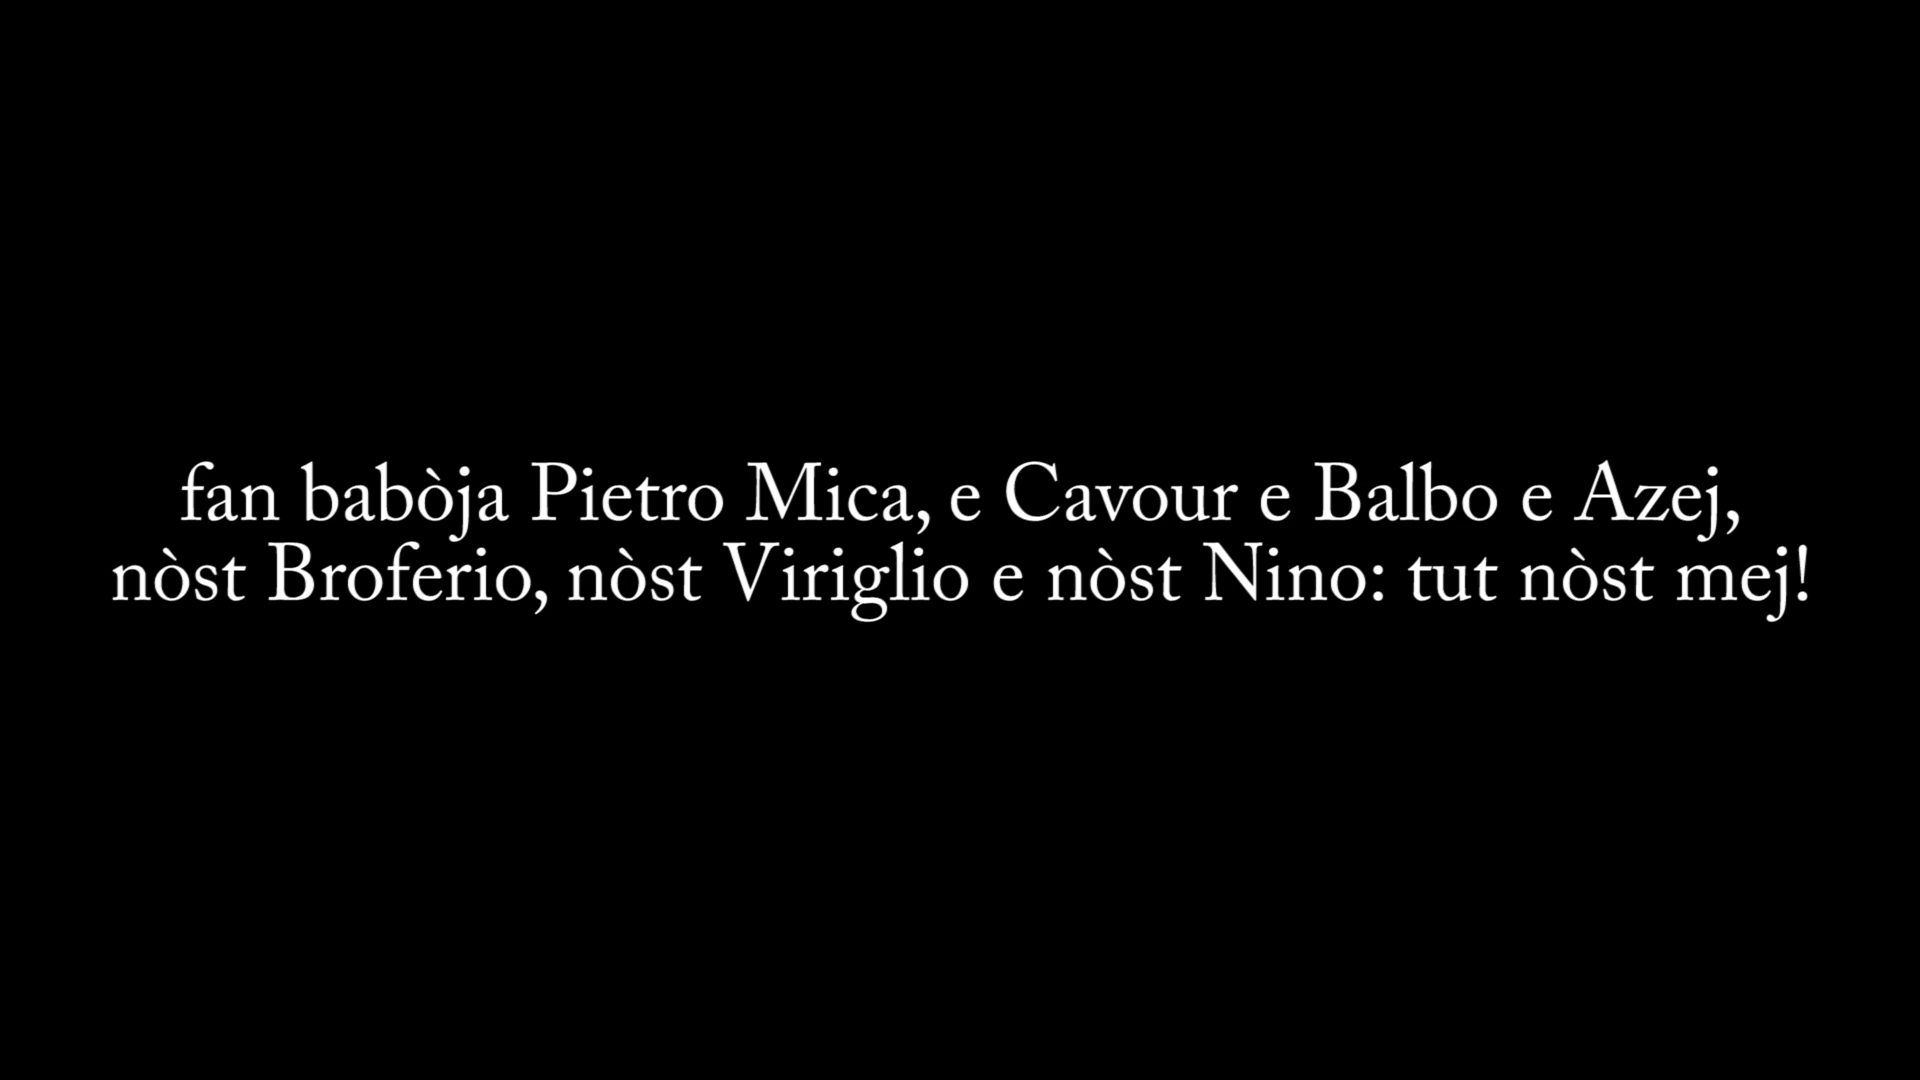 fan babòja Pietro Mica, e Cavour e Balbo e Azej,
nòst Broferio, nòst Viriglio e nòst Nino: tut nòst mej!